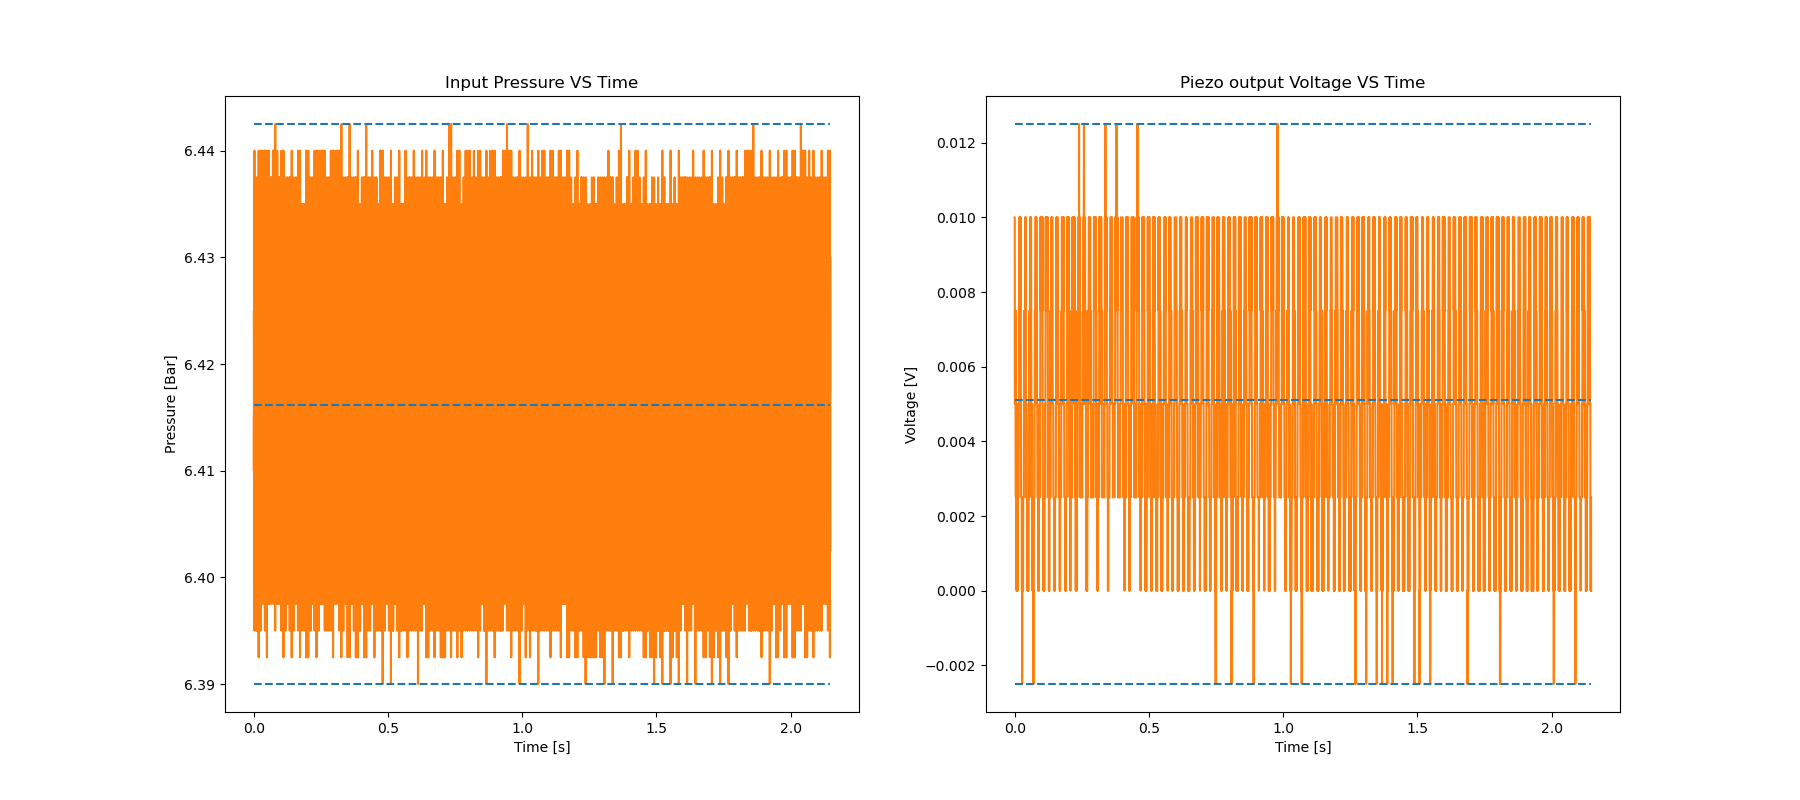 Input Pressure VS Time
Pressure [Bar]
6.44
6.43
6.42
6.41
6.40
6.39
0.0 0.5 1.0 1.5 2.0
Time [s]
Piezo output Voltage VS Time
Voltage [V]
0.012
0.010
0.008
0.006
0.004
0.002
0.000
−0.002
0.0 0.5 1.0 1.5 2.0
Time [s]